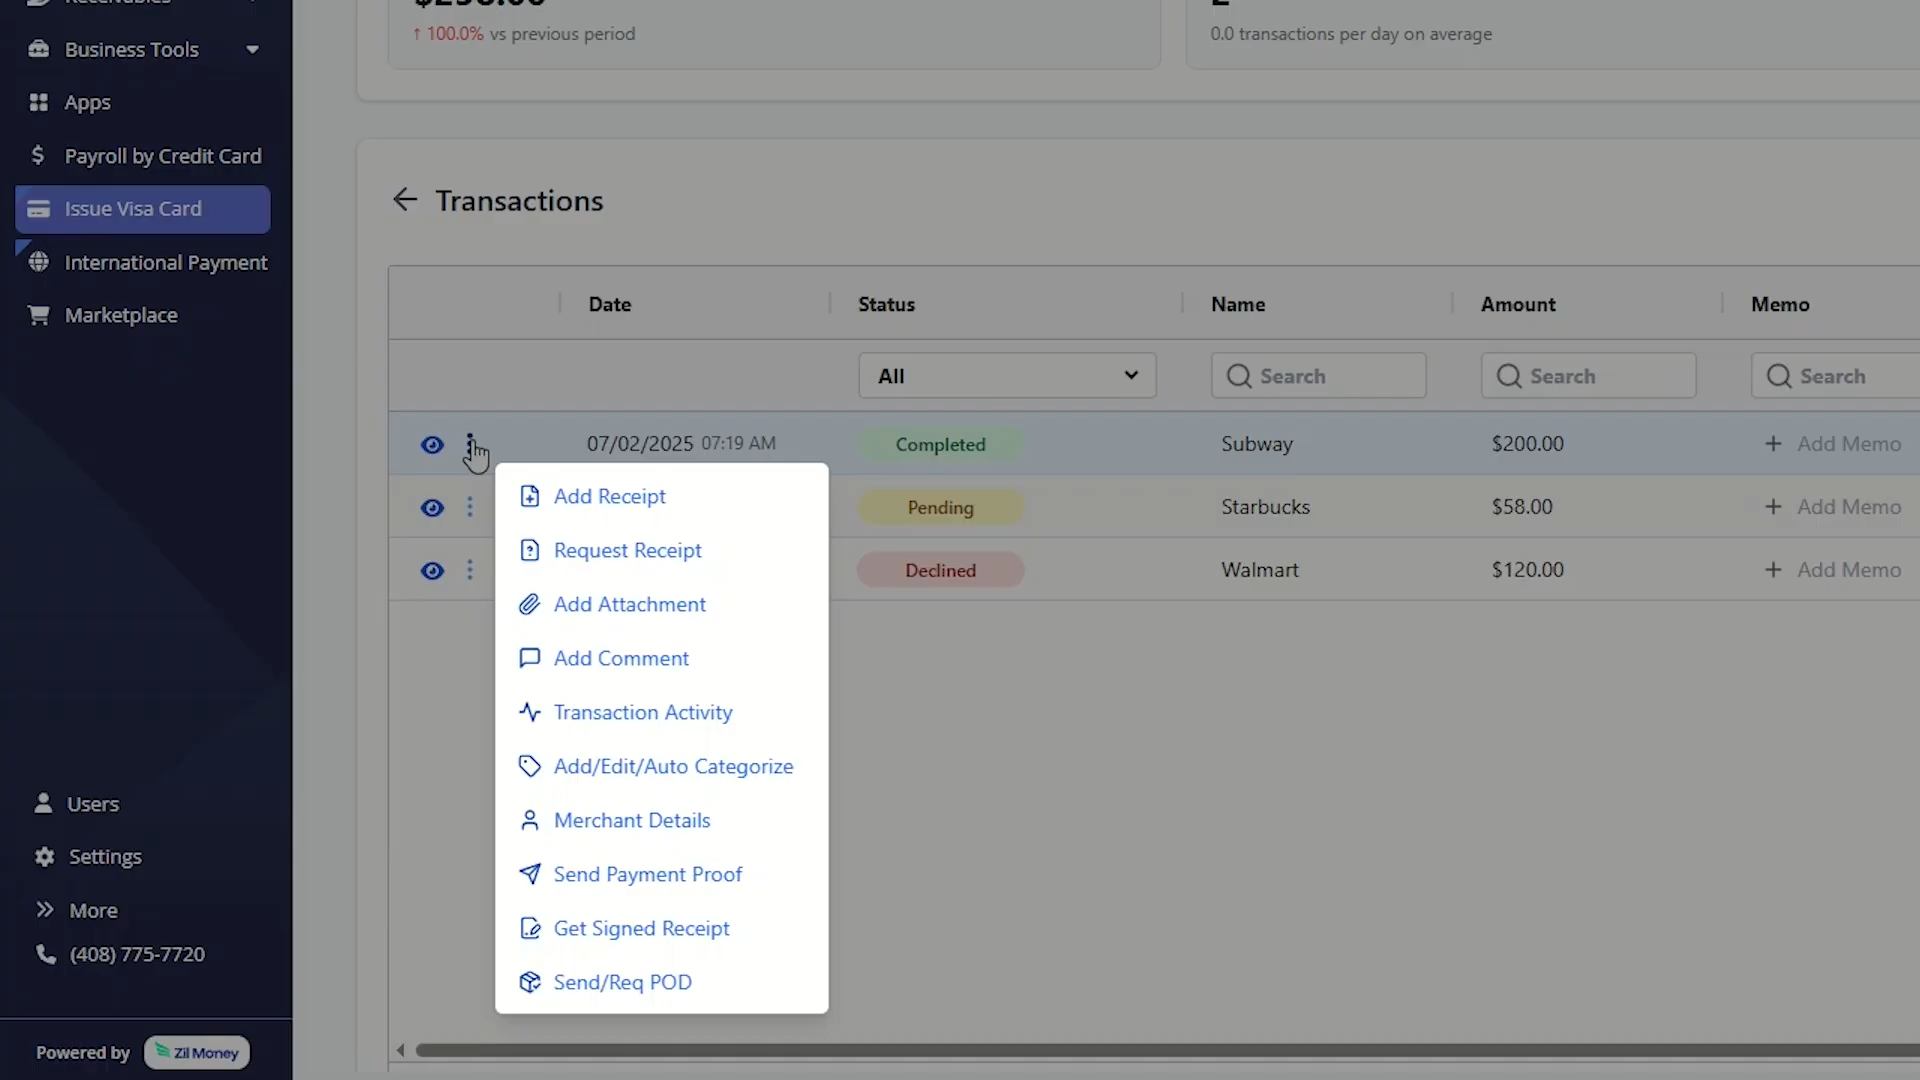 Receivables
Business Tools
Apps
Payroll by Credit Card
Issue Visa Card
International Payment
Marketplace
Users
Settings
More
(408) 775-7720
Powered by Zil Money
↑ 100.0% vs previous period
0.0 transactions per day on average
Transactions
Date Status Name Amount Memo
All Search Search Search
07/02/2025 07:19 AM Completed Subway $200.00 + Add Memo
Pending Starbucks $58.00 + Add Memo
Declined Walmart $120.00 + Add Memo
Add Receipt
Request Receipt
Add Attachment
Add Comment
Transaction Activity
Add/Edit/Auto Categorize
Merchant Details
Send Payment Proof
Get Signed Receipt
Send/Req POD